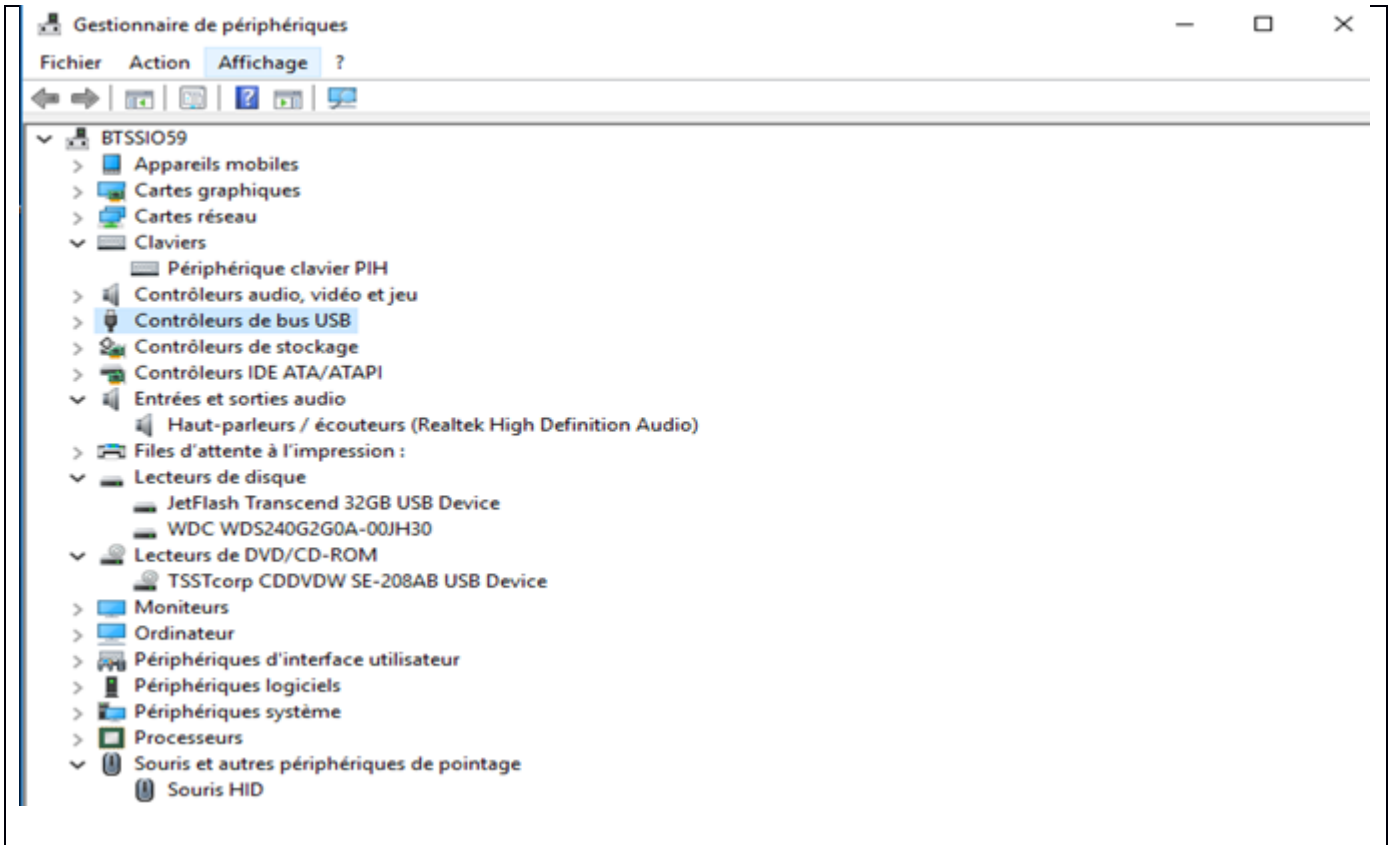 Gestionnaire de périphériques
Fichier Action Affichage ?
BTSSIO59
Appareils mobiles
Cartes graphiques
Cartes réseau
Claviers
Périphérique clavier PIH
Contrôleurs audio, vidéo et jeu
Contrôleurs de bus USB
Contrôleurs de stockage
Contrôleurs IDE ATA/ATAPI
Entrées et sorties audio
Haut-parleurs / écouteurs (Realtek High Definition Audio)
Files d'attente à l'impression :
Lecteurs de disque
JetFlash Transcend 32GB USB Device
WDC WDS240G2G0A-00JH30
Lecteurs de DVD/CD-ROM
TSSTcorp CDDVDW SE-208AB USB Device
Moniteurs
Ordinateur
Périphériques d'interface utilisateur
Périphériques logiciels
Périphériques système
Processeurs
Souris et autres périphériques de pointage
Souris HID